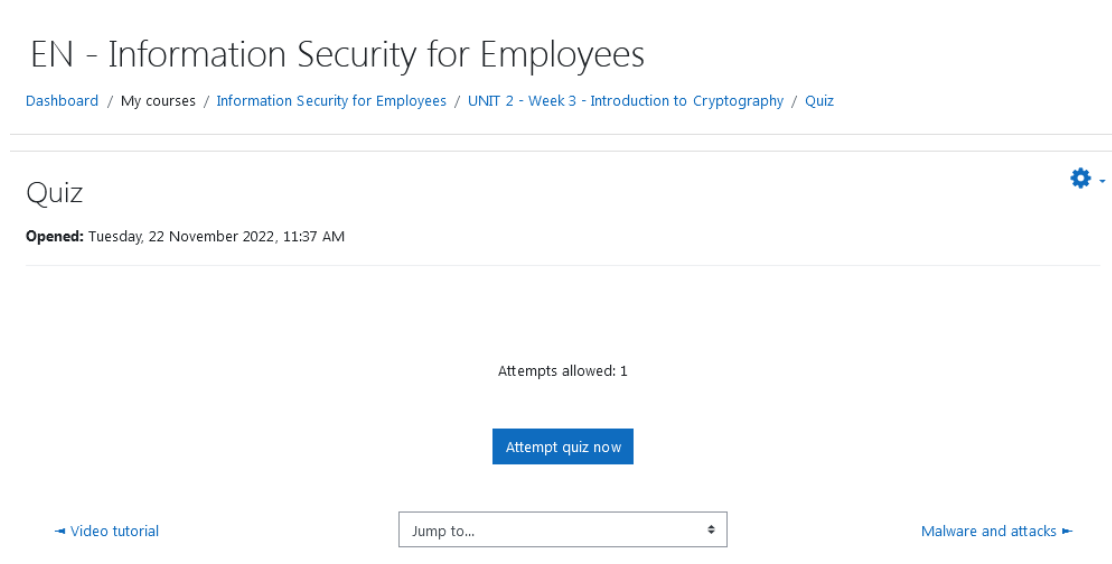 EN - Information Security for Employees
Dashboard / My courses / Information Security for Employees / UNIT 2 - Week 3 - Introduction to Cryptography / Quiz
Quiz
Opened: Tuesday, 22 November 2022, 11:37 AM
Attempts allowed: 1
Attempt quiz now
◄ Video tutorial
Jump to...
Malware and attacks ►